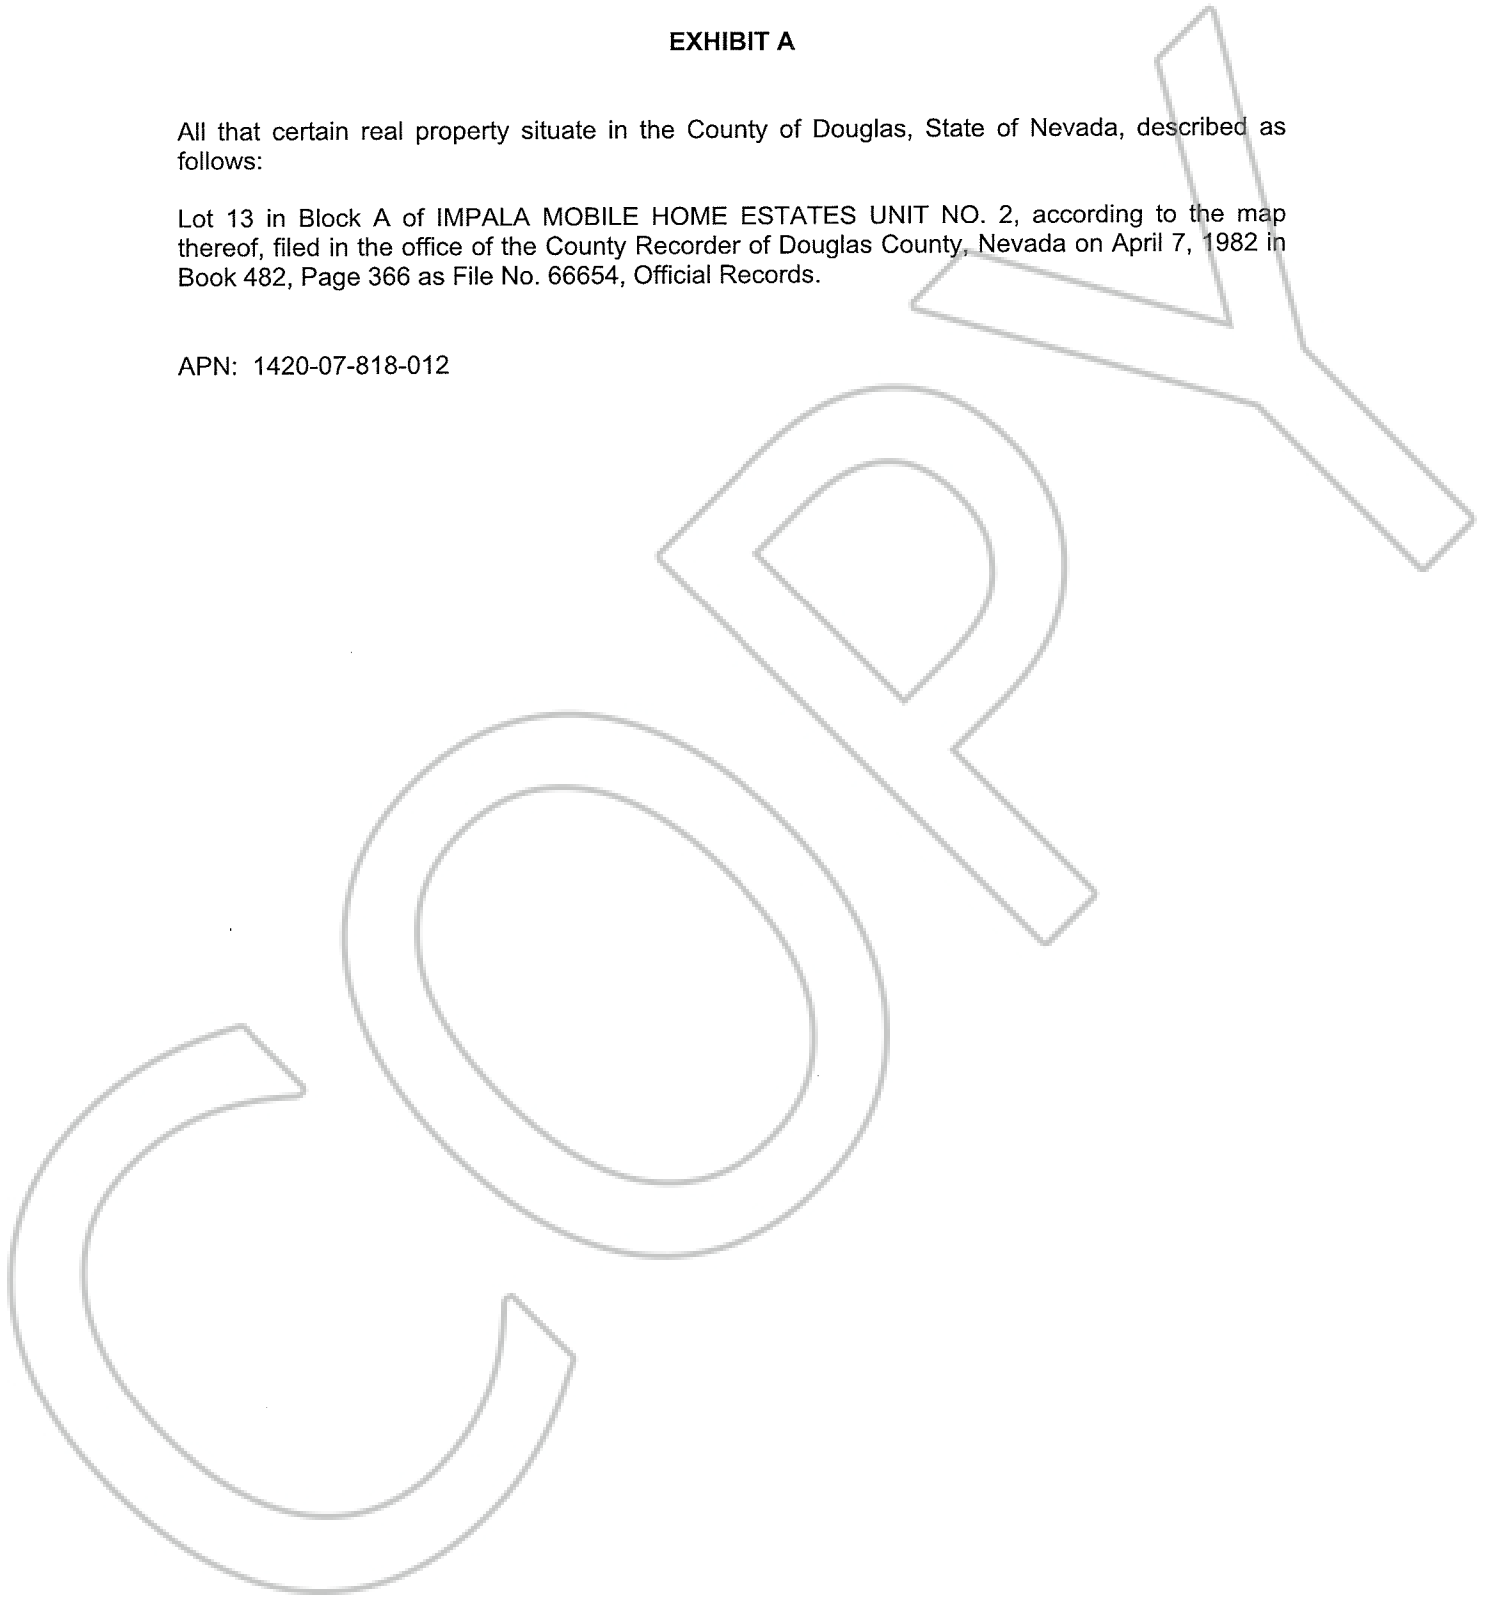 EXHIBIT A
All that certain real property situate in the County of Douglas, State of Nevada, described as
follows:
Lot 13 in Block A of IMPALA MOBILE HOME ESTATES UNIT NO. 2, according to the map
thereof, filed in the office of the County Recorder of Douglas County, Nevada on April 7, 1982 in
Book 482, Page 366 as File No. 66654, Official Records.
APN: 1420-07-818-012
COPY